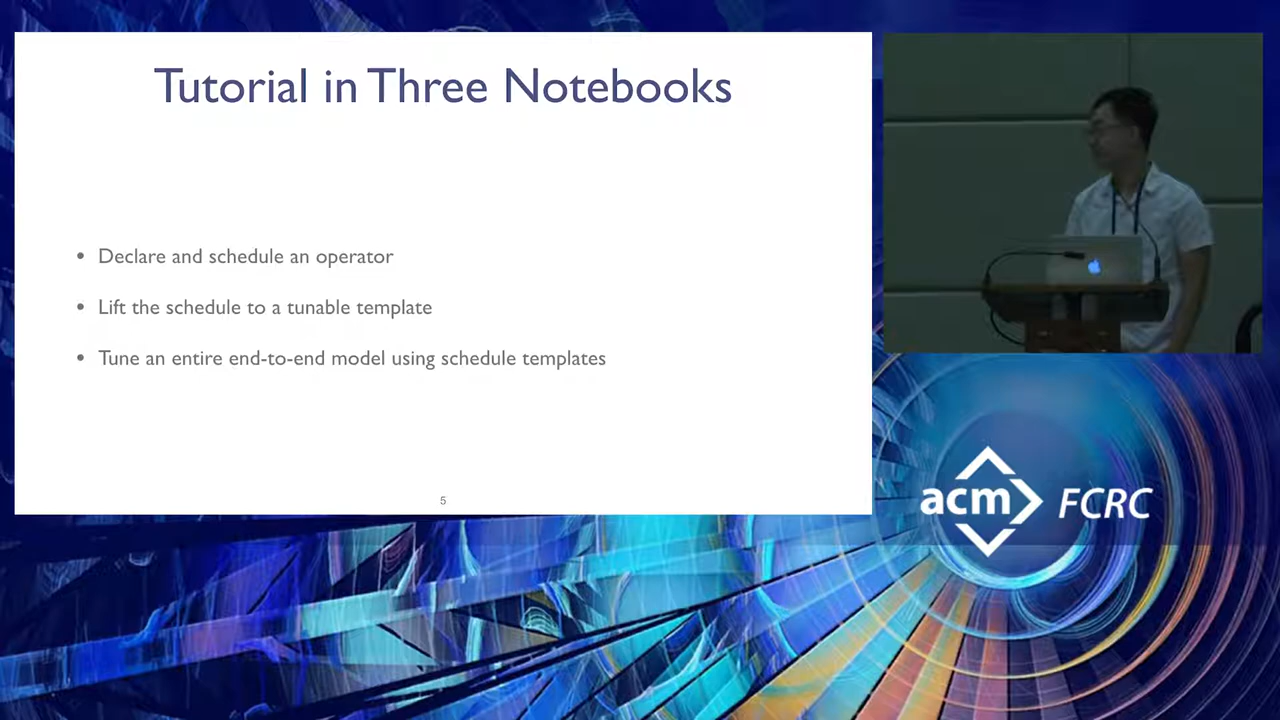 Tutorial in Three Notebooks
• Declare and schedule an operator
• Lift the schedule to a tunable template
• Tune an entire end-to-end model using schedule templates
5
acm FCRC